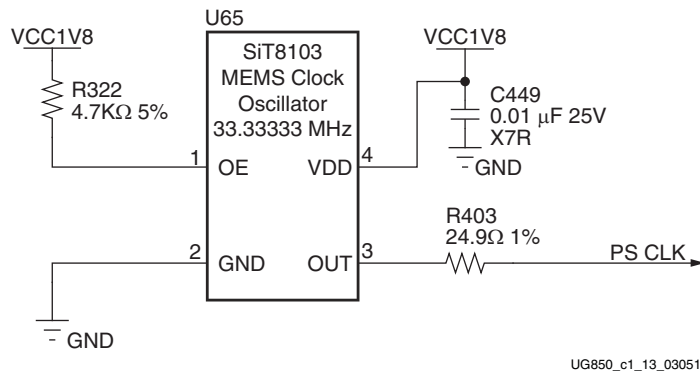 U65
VCC1V8
R322
4.7KΩ 5%
SiT8103
MEMS Clock
Oscillator
33.33333 MHz
VCC1V8
C449
0.01 μF 25V
X7R
GND
1
OE
VDD
4
R403
24.9Ω 1%
2
GND
OUT
3
PS CLK
GND
UG850_c1_13_03051